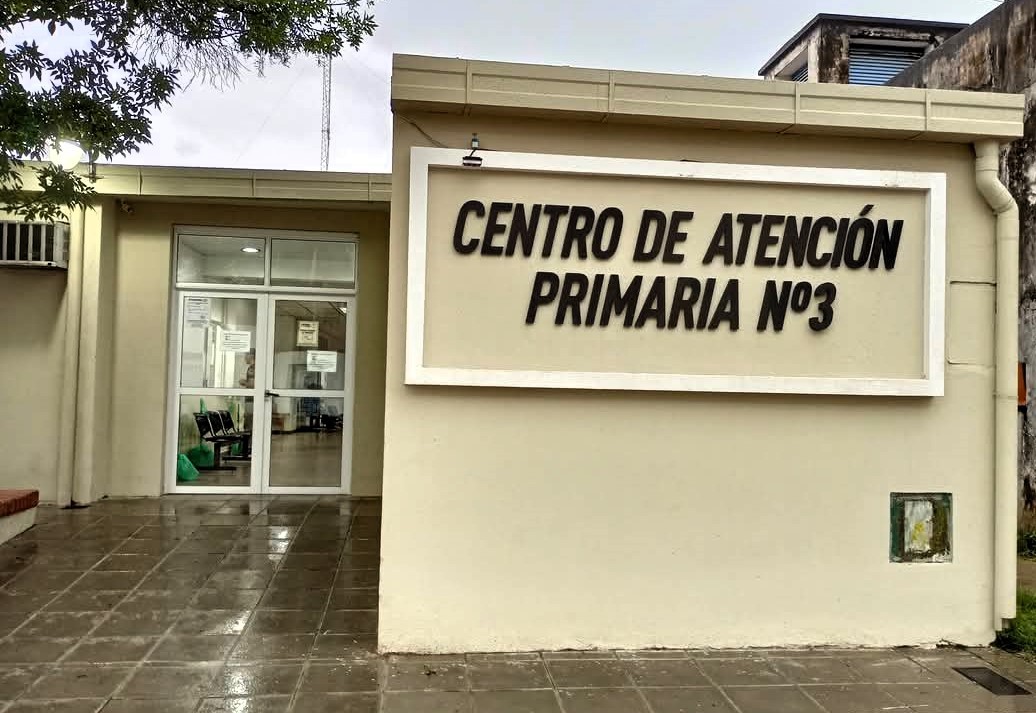 CENTRO DE ATENCIÓN
PRIMARIA Nº3